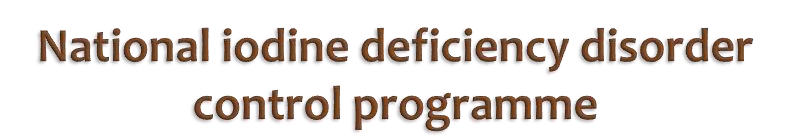 National iodine deficiency disorder
control programme